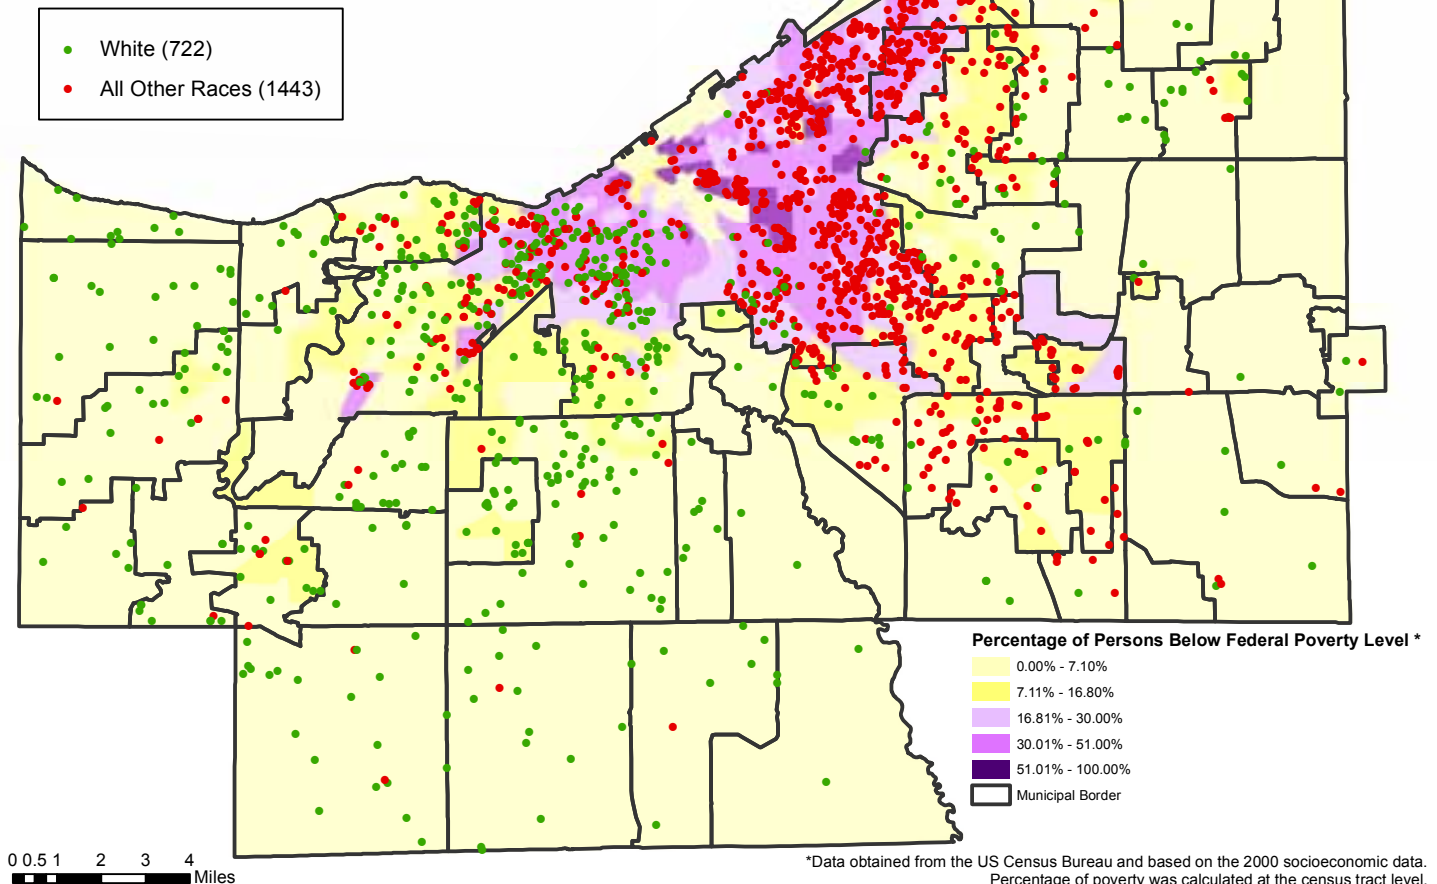 White (722)
All Other Races (1443)
Percentage of Persons Below Federal Poverty Level *
0.00% - 7.10%
7.11% - 16.80%
16.81% - 30.00%
30.01% - 51.00%
51.01% - 100.00%
Municipal Border
0 0.5 1 2 3 4
Miles
*Data obtained from the US Census Bureau and based on the 2000 socioeconomic data.
Percentage of poverty was calculated at the census tract level.